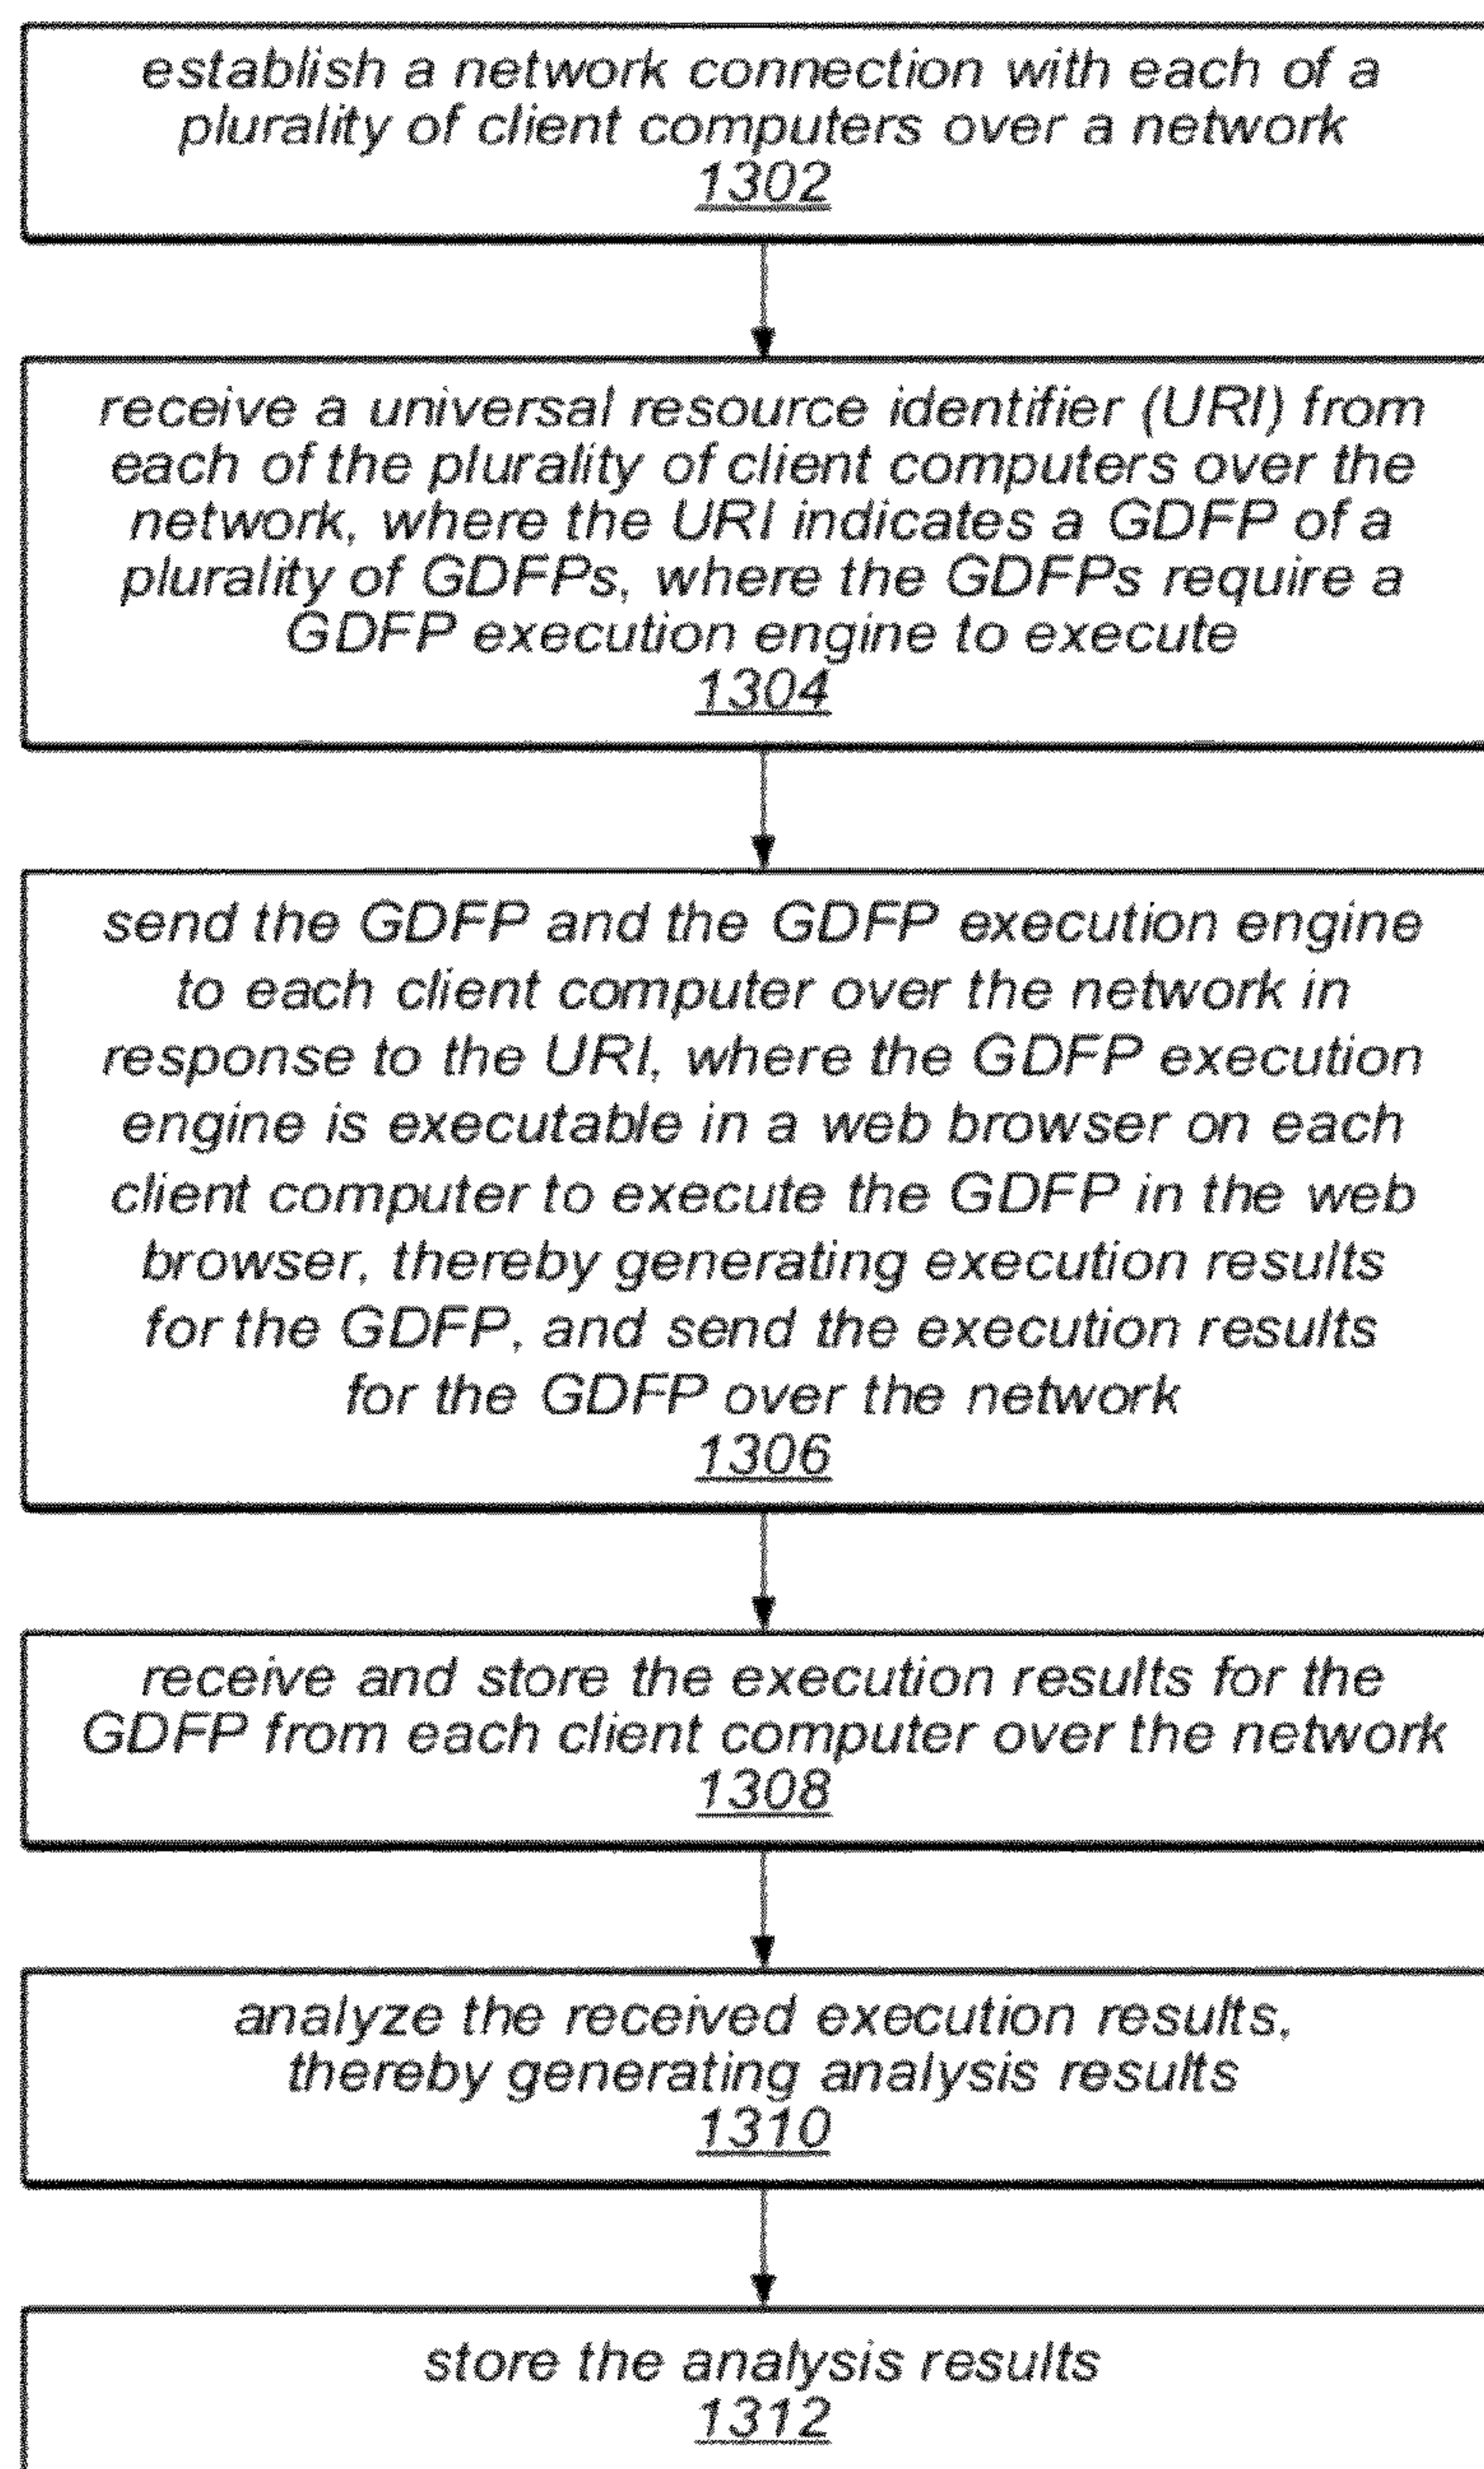 establish a network connection with each of a
plurality of client computers over a network
1302
receive a universal resource identifier (URI) from
each of the plurality of client computers over the
network, where the URI indicates a GDFP of a
plurality of GDFPs, where the GDFPs require a
GDFP execution engine to execute
1304
send the GDFP and the GDFP execution engine
to each client computer over the network in
response to the URI, where the GDFP execution
engine is executable in a web browser on each
client computer to execute the GDFP in the web
browser, thereby generating execution results
for the GDFP, and send the execution results
for the GDFP over the network
1306
receive and store the execution results for the
GDFP from each client computer over the network
1308
analyze the received execution results,
thereby generating analysis results
1310
store the analysis results
1312